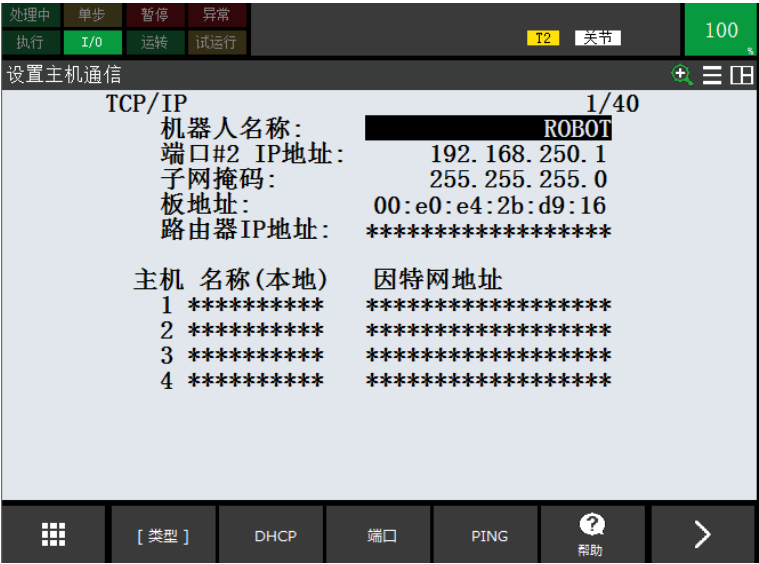 处理中 单步 暂停 异常
执行 I/O 运转 试运行 T2 关节 100 %
设置主机通信
TCP/IP 1/40
机器人名称: ROBOT
端口#2 IP地址: 192.168.250.1
子网掩码: 255.255.255.0
板地址: 00:e0:e4:2b:d9:16
路由器IP地址: ******************
主机 名称(本地) 因特网地址
1 ********** ******************
2 ********** ******************
3 ********** ******************
4 ********** ******************
[ 类型 ] DHCP 端口 PING 帮助